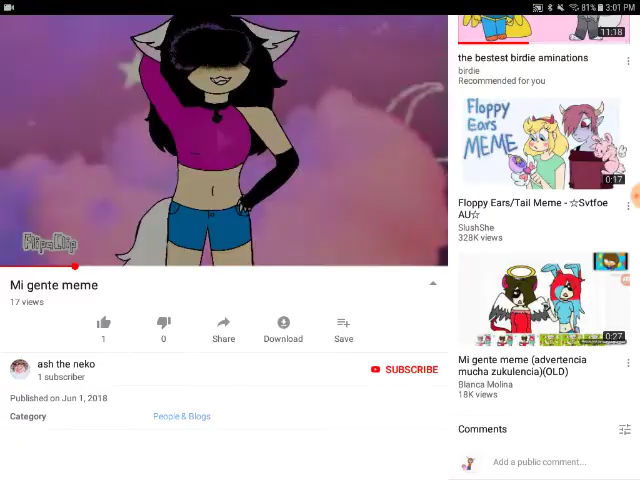 81% 3:01 PM
FlipaClip
Mi gente meme
17 views
1
0
Share
Download
Save
ash the neko
1 subscriber
SUBSCRIBE
Published on Jun 1, 2018
Category
People & Blogs
11:18
the bestest birdie aminations
birdie
Recommended for you
Floppy
Ears
MEME
0:17
Floppy Ears/Tail Meme - ☆Svtfoe
AU☆
SlushShe
328K views
0:27
Mi gente meme (advertencia
mucha zukulencia)(OLD)
Blanca Molina
18K views
Comments
Add a public comment...